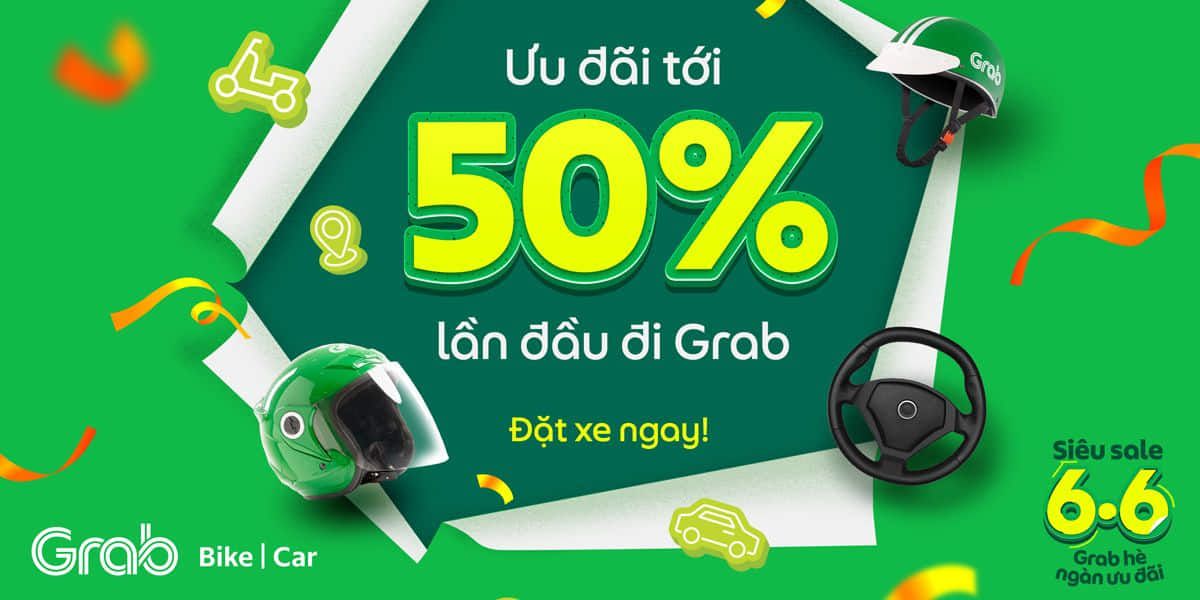 Ưu đãi tới
50%
lần đầu đi Grab
Đặt xe ngay!
Grab
Grab Bike | Car
Siêu sale
6.6
Grab hè
ngàn ưu đãi